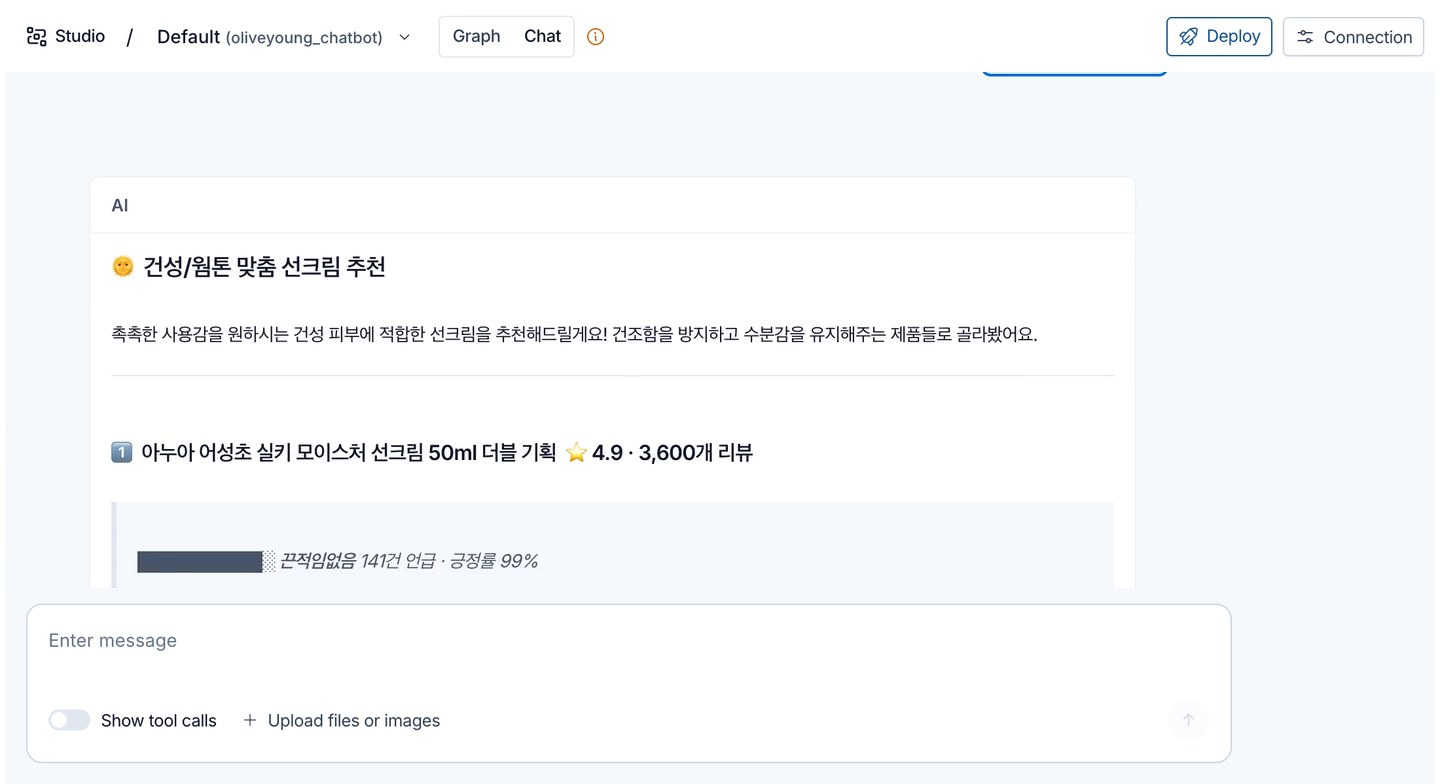 Studio / Default (oliveyoung_chatbot) Graph Chat Deploy Connection
AI
🌞 건성/웜톤 맞춤 선크림 추천
촉촉한 사용감을 원하시는 건성 피부에 적합한 선크림을 추천해드릴게요! 건조함을 방지하고 수분감을 유지해주는 제품들로 골라봤어요.
1️⃣ 아누아 어성초 실키 모이스처 선크림 50ml 더블 기획 ⭐ 4.9 · 3,600개 리뷰
끈적임없음 141건 언급 · 긍정률 99%
Enter message
Show tool calls + Upload files or images